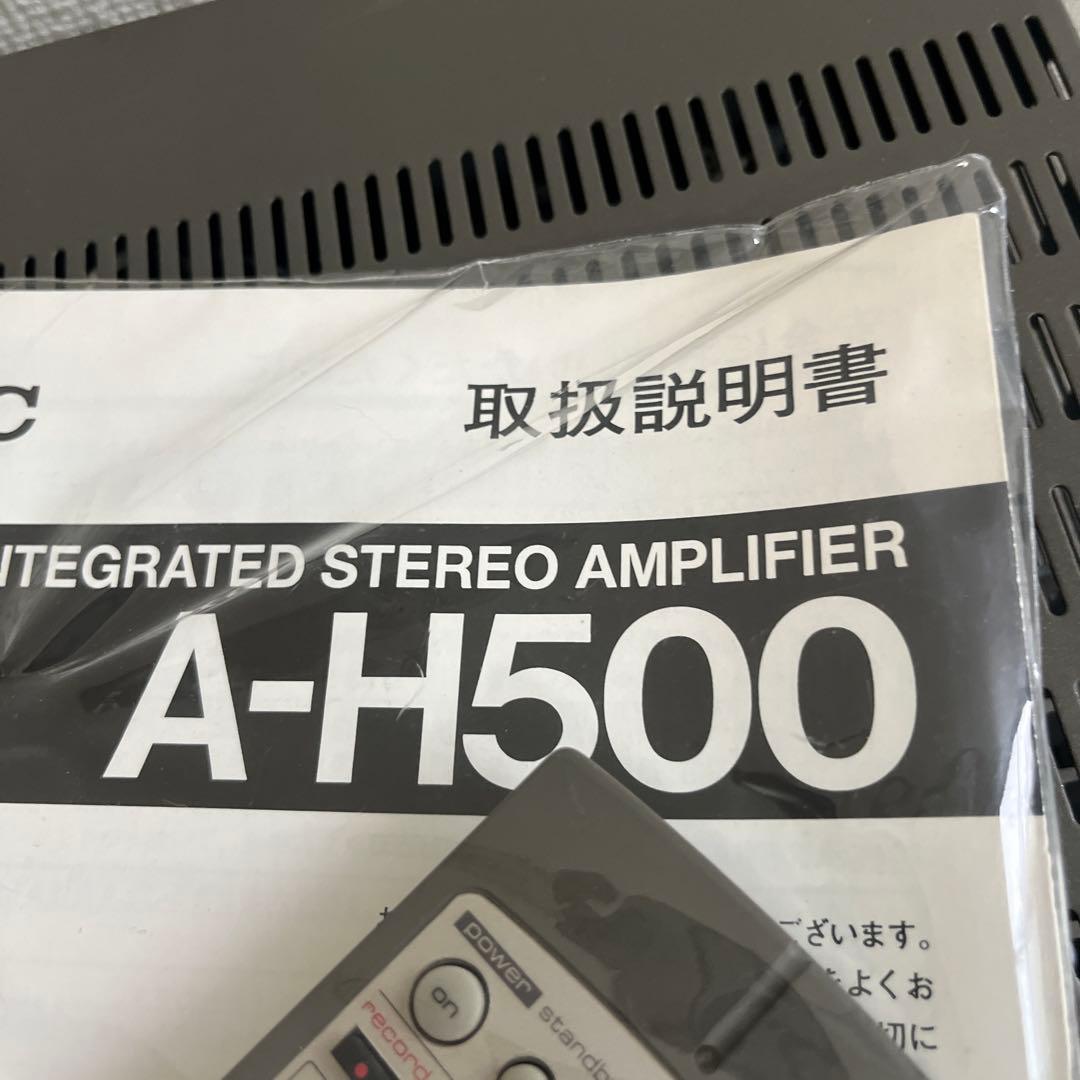 C
取扱説明書
NTEGRATED STEREO AMPLIFIER
A-H500
ございます。
をよくお
切に
power
on
standby
record